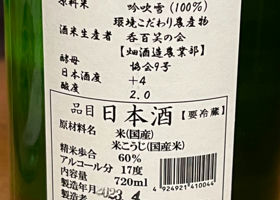 原料米 吟吹雪(100%)
環境こだわり農産物
酒米生産者 呑百笑の会
【畑酒造農業部】
酵母 協会9号
日本酒度 +4
酸度 2.0
品目 日本酒【要冷蔵】
原材料名 米(国産)
米こうじ(国産米)
精米歩合 60%
アルコール分 17度
内容量 720ml
製造年月 2023.4
製造者
4924921410044